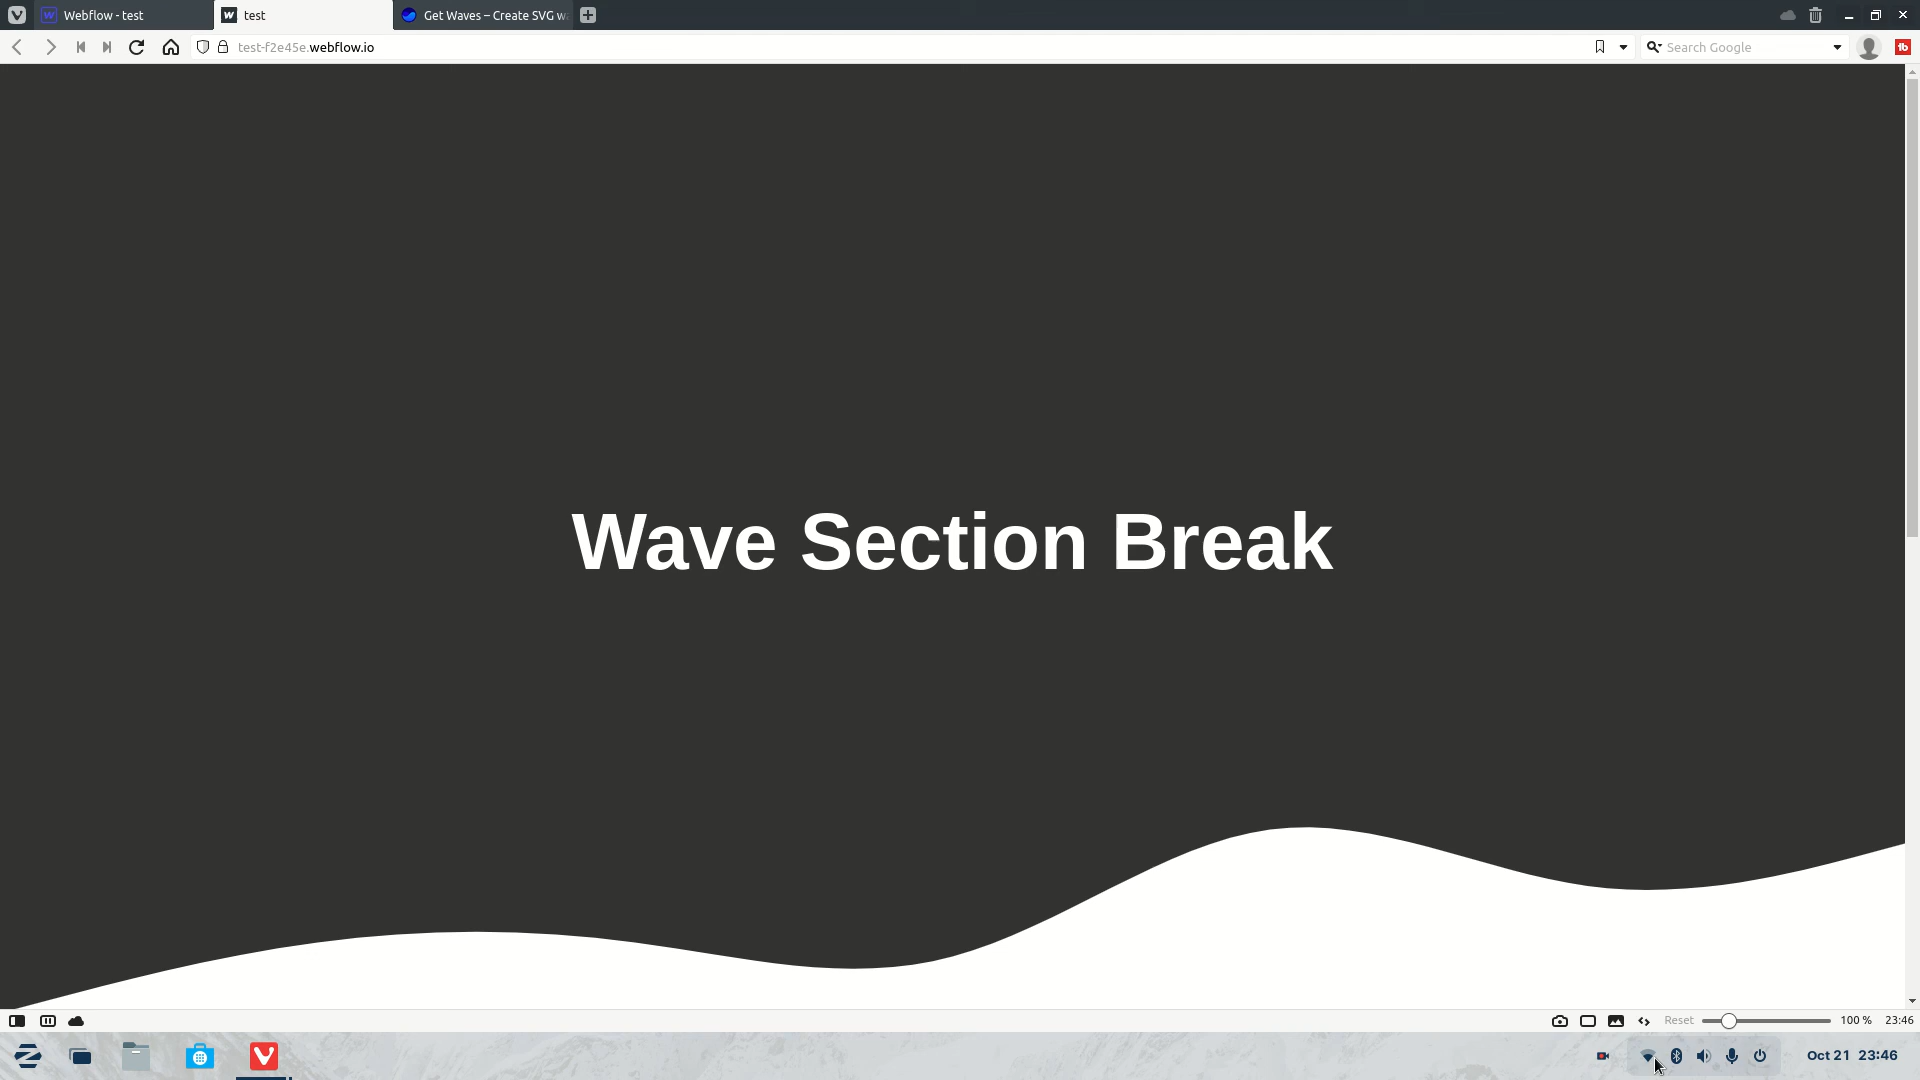 Webflow - test
test
Get Waves – Create SVG w
test-f2e45e.webflow.io
Search Google
Wave Section Break
Reset
100 %
23:46
Oct 21 23:46